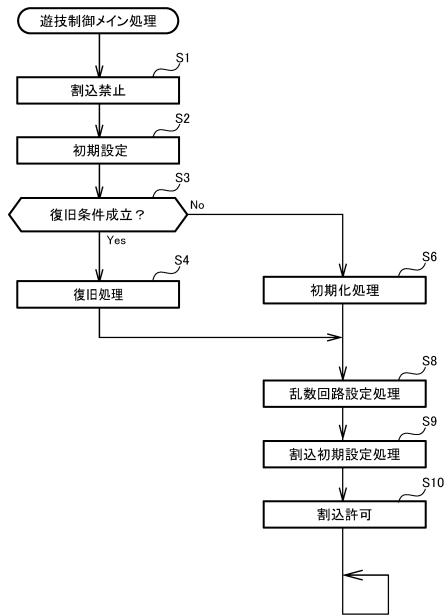 遊技制御メイン処理
S1
割込禁止
S2
初期設定
S3
復旧条件成立？
No
Yes
S4
復旧処理
S6
初期化処理
S8
乱数回路設定処理
S9
割込初期設定処理
S10
割込許可